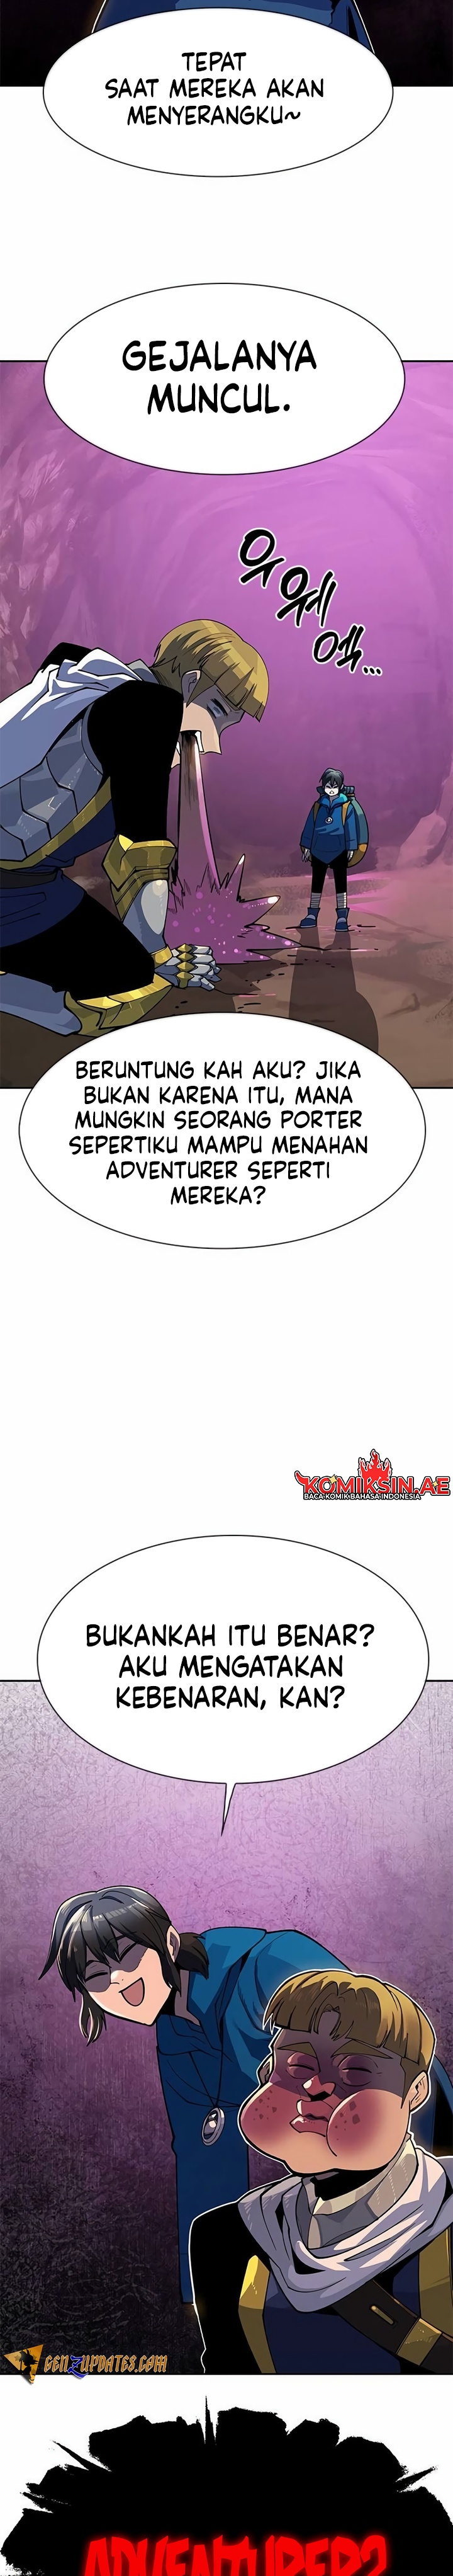 TEPAT
SAAT MEREKA AKAN
MENYERANGKU~
GEJALANYA
MUNCUL.
우웨
엑...
BERUNTUNG KAH AKU? JIKA
BUKAN KARENA ITU, MANA
MUNGKIN SEORANG PORTER
SEPERTIKU MAMPU MENAHAN
ADVENTURER SEPERTI
MEREKA?
KOMIKSIN.AE
BACA KOMIK BAHASA INDONESIA
BUKANKAH ITU BENAR?
AKU MENGATAKAN
KEBENARAN, KAN?
GENZUPDATES.COM
ADVENTURER?